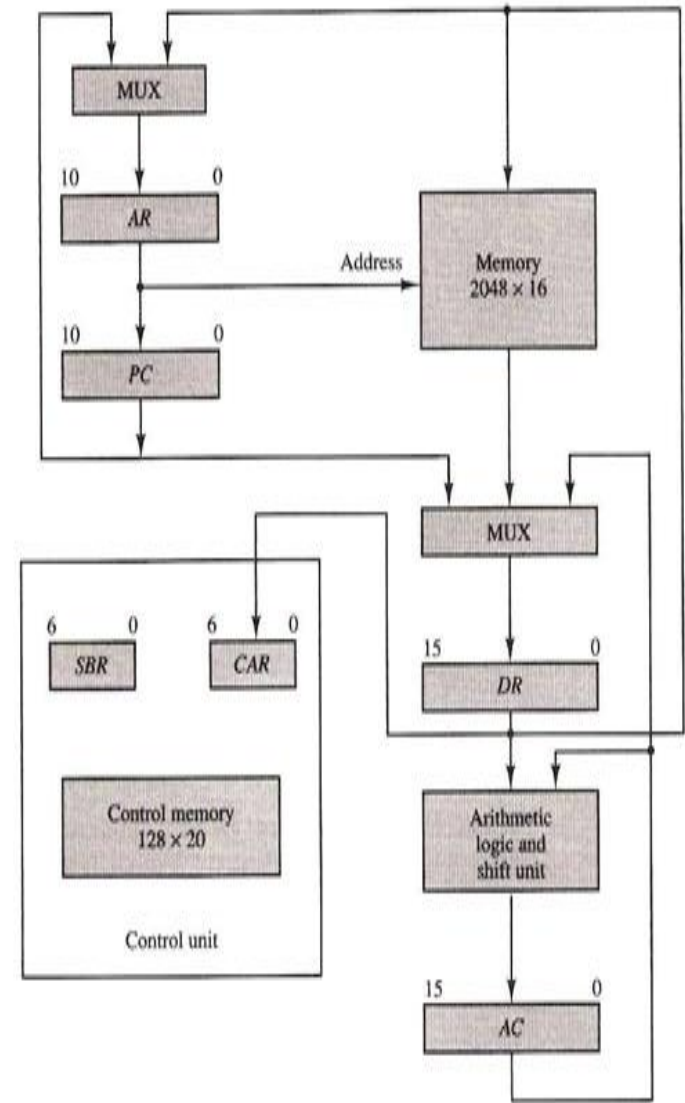 MUX
10 0
AR
Address
Memory
2048 × 16
10 0
PC
MUX
6 0
6 0
SBR
CAR
15 0
DR
Control memory
128 × 20
Arithmetic
logic and
shift unit
Control unit
15 0
AC